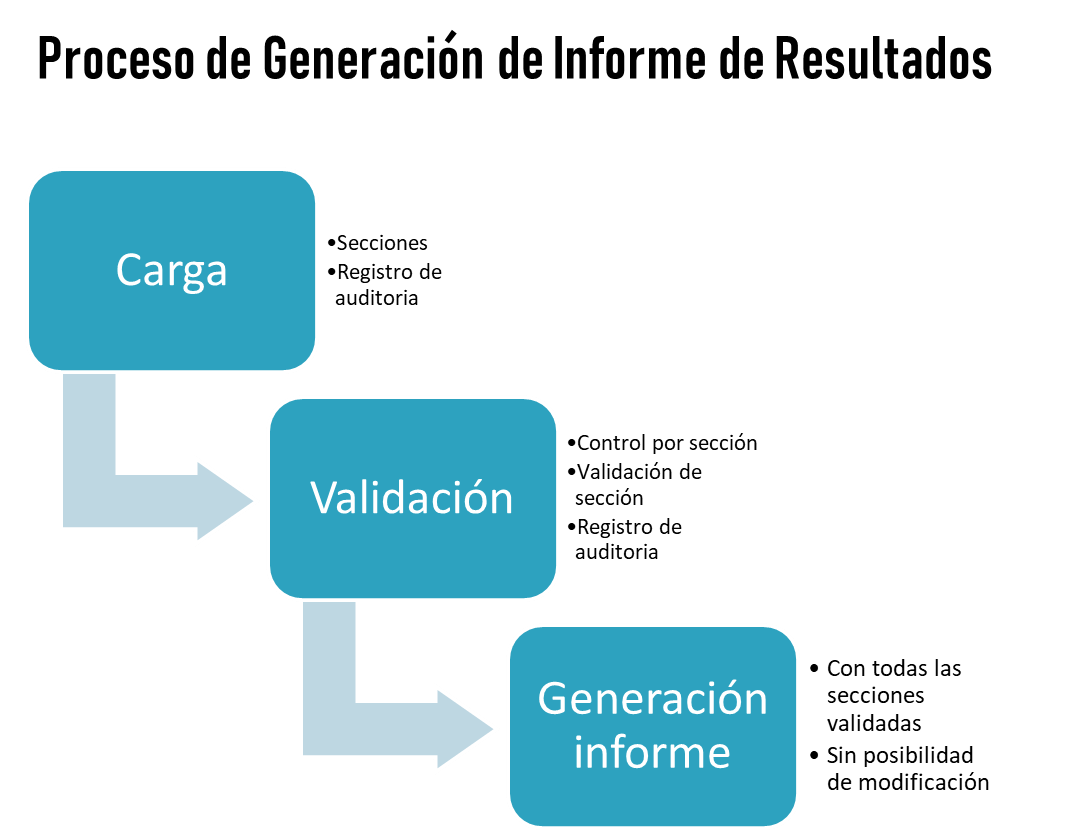 Proceso de Generación de Informe de Resultados
Carga
•Secciones
•Registro de
auditoria
Validación
•Control por sección
•Validación de
sección
•Registro de
auditoria
Generación
informe
• Con todas las
secciones
validadas
• Sin posibilidad
de modificación